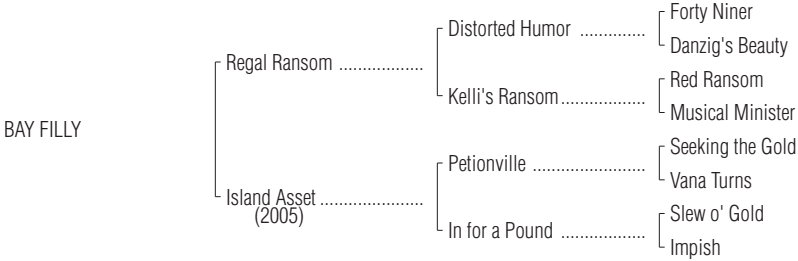 Forty Niner
Distorted Humor ..............
Danzig's Beauty
Regal Ransom ..................
Red Ransom
Kelli's Ransom..................
Musical Minister
BAY FILLY
Seeking the Gold
Petionville ........................
Vana Turns
Island Asset ......................
(2005)
Slew o' Gold
In for a Pound ..................
Impish